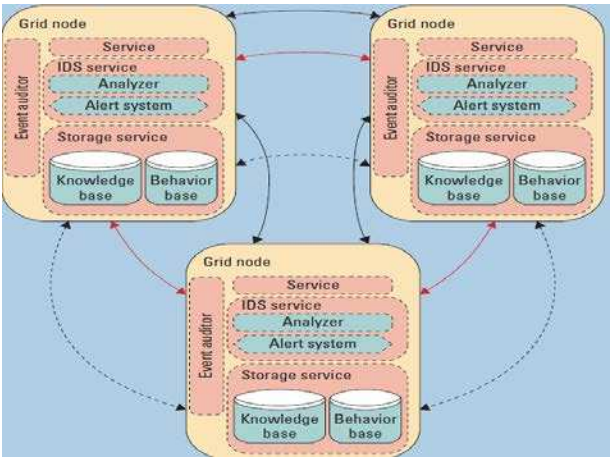 Grid node
Event auditor
Service
IDS service
Analyzer
Alert system
Storage service
Knowledge base
Behavior base
Grid node
Event auditor
Service
IDS service
Analyzer
Alert system
Storage service
Knowledge base
Behavior base
Grid node
Event auditor
Service
IDS service
Analyzer
Alert system
Storage service
Knowledge base
Behavior base